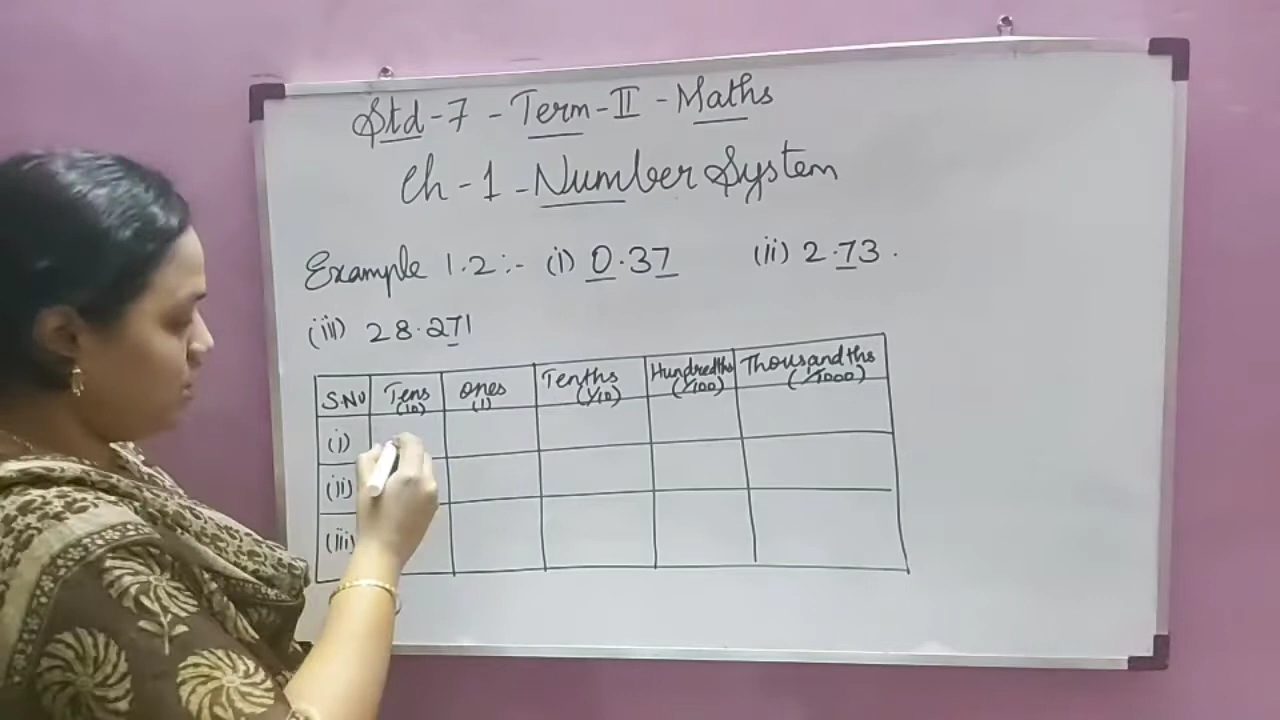 Std-7 - Term-II - Maths
Ch-1 - Number System
Example 1.2:- (i) 0.37 (ii) 2.73.
(iii) 28.271
S.NO Tens (10) Ones (1) Tenths (1/10) Hundredths (1/100) Thousandths (1/1000)
(i)
(ii)
(iii)